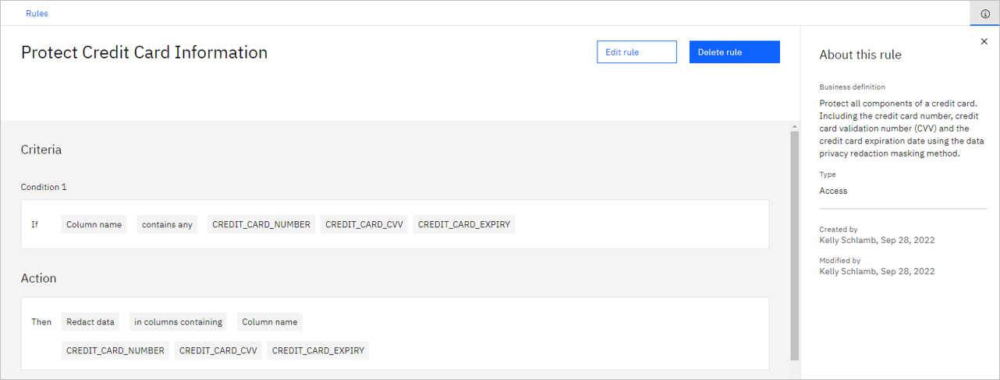 Rules
Protect Credit Card Information
Edit rule
Delete rule
Criteria
Condition 1
If Column name contains any CREDIT_CARD_NUMBER CREDIT_CARD_CVV CREDIT_CARD_EXPIRY
Action
Then Redact data in columns containing Column name
CREDIT_CARD_NUMBER CREDIT_CARD_CVV CREDIT_CARD_EXPIRY
About this rule
Business definition
Protect all components of a credit card.
Including the credit card number, credit
card validation number (CVV) and the
credit card expiration date using the data
privacy redaction masking method.
Type
Access
Created by
Kelly Schlamb, Sep 28, 2022
Modified by
Kelly Schlamb, Sep 28, 2022